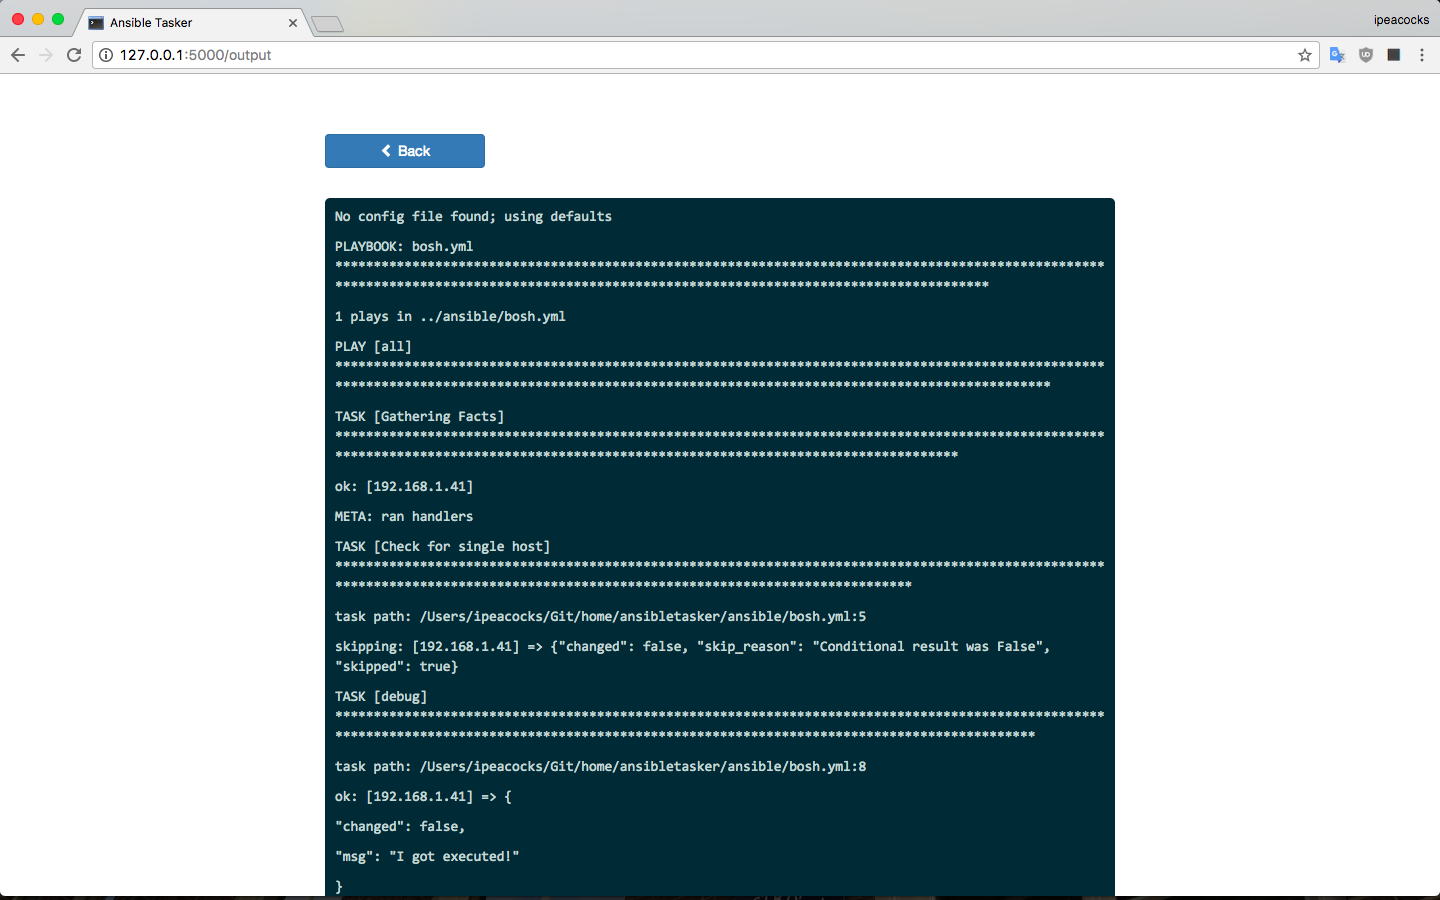 Ansible Tasker
ipeacocks
127.0.0.1:5000/output
Back
No config file found; using defaults
PLAYBOOK: bosh.yml
****************************************************************************************************
*************************************************************************************
1 plays in ../ansible/bosh.yml
PLAY [all]
****************************************************************************************************
*********************************************************************************************
TASK [Gathering Facts]
****************************************************************************************************
*********************************************************************************
ok: [192.168.1.41]
META: ran handlers
TASK [Check for single host]
****************************************************************************************************
***************************************************************************
task path: /Users/ipeacocks/Git/home/ansibletasker/ansible/bosh.yml:5
skipping: [192.168.1.41] => {"changed": false, "skip_reason": "Conditional result was False",
"skipped": true}
TASK [debug]
****************************************************************************************************
*******************************************************************************************
task path: /Users/ipeacocks/Git/home/ansibletasker/ansible/bosh.yml:8
ok: [192.168.1.41] => {
"changed": false,
"msg": "I got executed!"
}